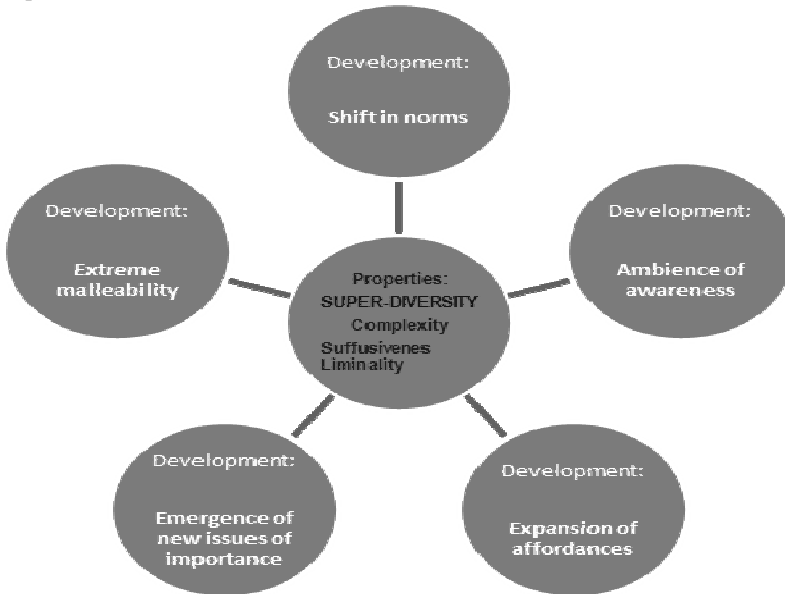 Development:
Shift in norms
Development:
Extreme
malleability
Development:
Ambience of
awareness
Properties:
SUPER-DIVERSITY
Complexity
Suffusivenes
Liminality
Development:
Emergence of
new issues of
importance
Development:
Expansion of
affordances